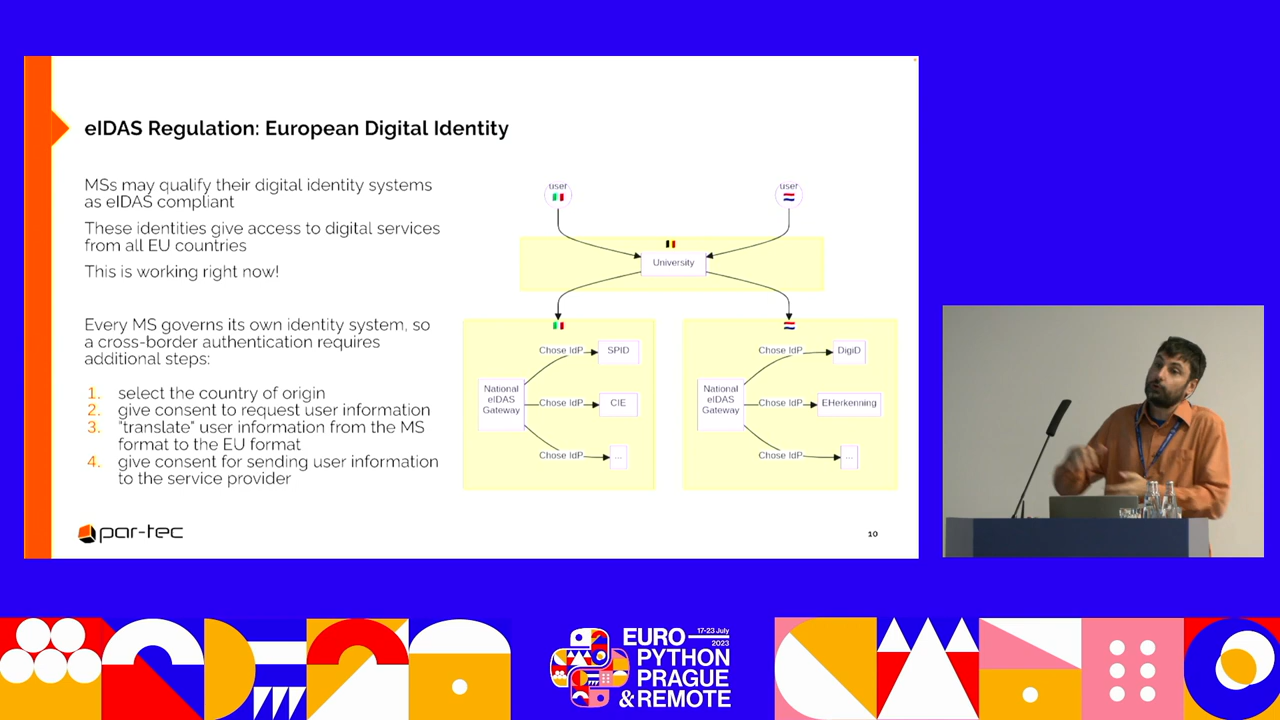 eIDAS Regulation: European Digital Identity
MSs may qualify their digital identity systems
as eIDAS compliant
These identities give access to digital services
from all EU countries
This is working right now!
Every MS governs its own identity system, so
a cross-border authentication requires
additional steps:
1. select the country of origin
2. give consent to request user information
3. "translate" user information from the MS
format to the EU format
4. give consent for sending user information
to the service provider
user
user
University
National
eIDAS
Gateway
Chose IdP
SPID
Chose IdP
CIE
Chose IdP
...
National
eIDAS
Gateway
Chose IdP
DigiD
Chose IdP
EHerkenning
Chose IdP
...
par-tec
10
17-23 July
2023
EURO
PYTHON
PRAGUE
& REMOTE